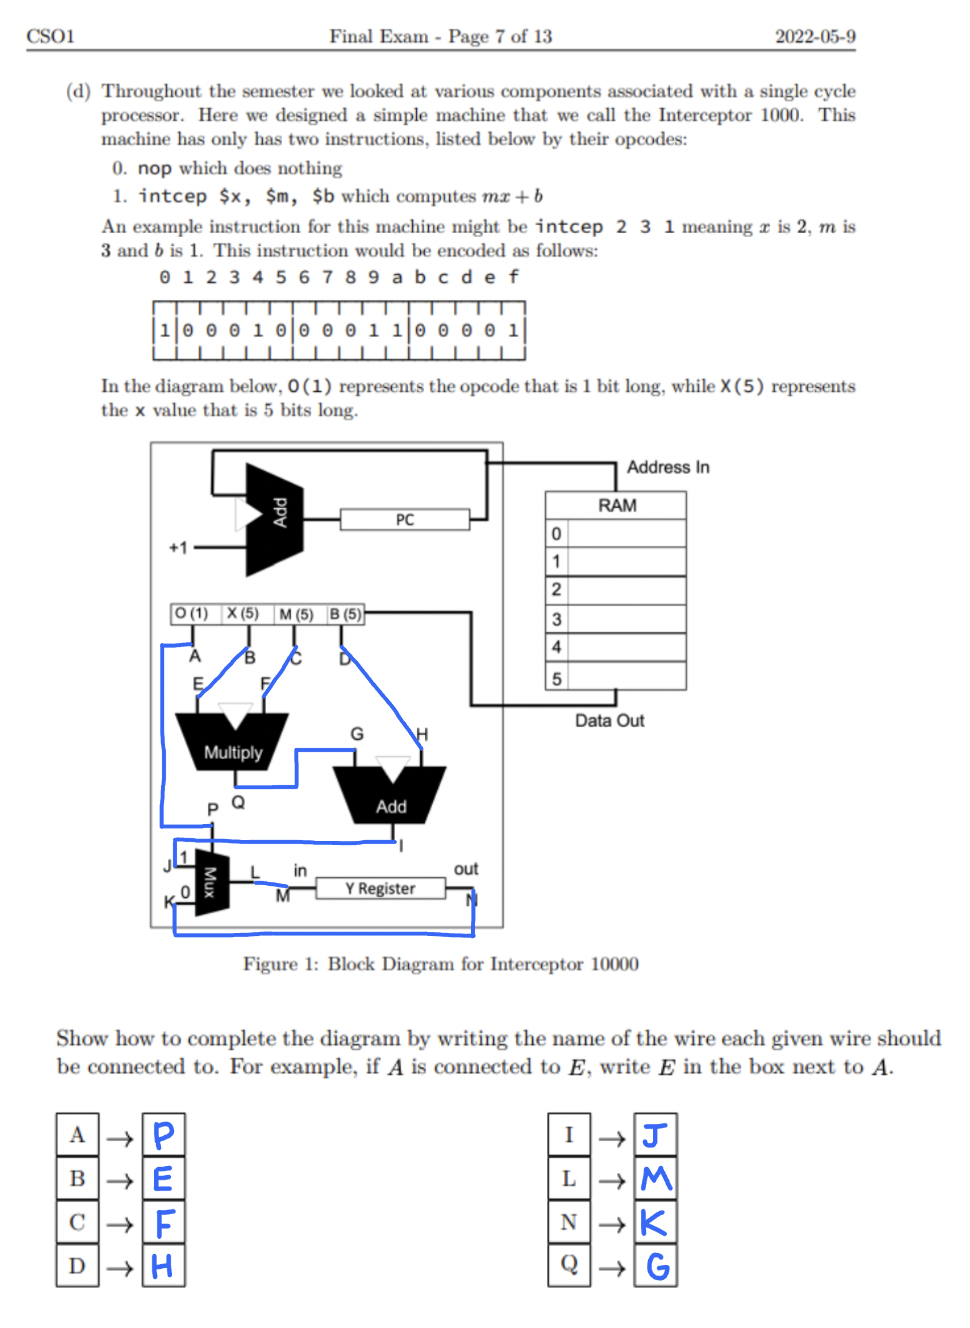 CSO1 Final Exam - Page 7 of 13 2022-05-9
(d) Throughout the semester we looked at various components associated with a single cycle
processor. Here we designed a simple machine that we call the Interceptor 1000. This
machine has only has two instructions, listed below by their opcodes:
0. nop which does nothing
1. intcep $x, $m, $b which computes mx + b
An example instruction for this machine might be intcep 2 3 1 meaning x is 2, m is
3 and b is 1. This instruction would be encoded as follows:
0 1 2 3 4 5 6 7 8 9 a b c d e f
|1|0 0 0 1 0|0 0 0 1 1|0 0 0 0 1|
In the diagram below, O(1) represents the opcode that is 1 bit long, while X(5) represents
the x value that is 5 bits long.
Address In
RAM
Add
PC
+1
0
1
2
3
4
5
O (1) X (5) M (5) B (5)
A B C D
E F
Data Out
G H
Multiply
P Q
Add
I
J 1
L in out
Mux
Y Register
K 0
M N
Figure 1: Block Diagram for Interceptor 10000
Show how to complete the diagram by writing the name of the wire each given wire should
be connected to. For example, if A is connected to E, write E in the box next to A.
A → P I → J
B → E L → M
C → F N → K
D → H Q → G